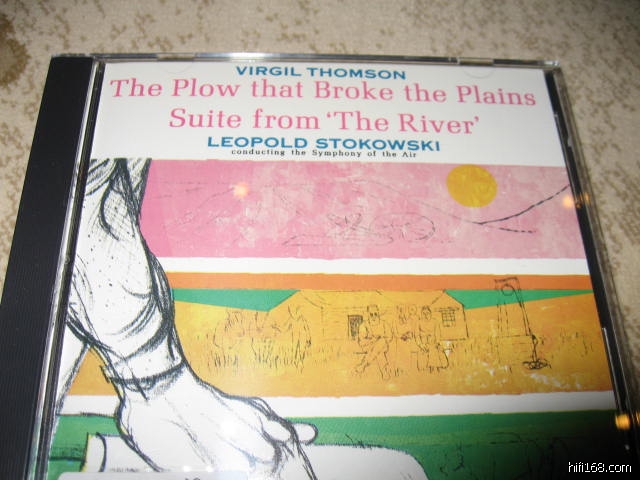 VIRGIL THOMSON
The Plow that Broke the Plains
Suite from 'The River'
LEOPOLD STOKOWSKI
conducting the Symphony of the Air
hifi168.com